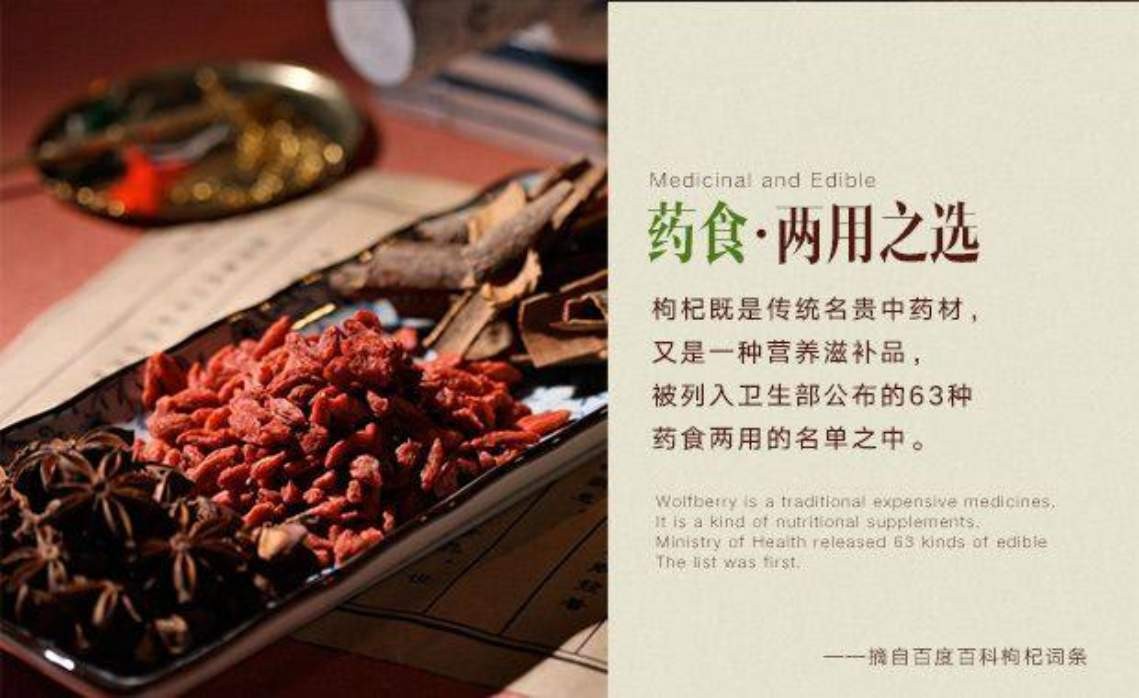 Medicinal and Edible
药食·两用之选
枸杞既是传统名贵中药材，
又是一种营养滋补品，
被列入卫生部公布的63种
药食两用的名单之中。
Wolfberry is a traditional expensive medicines.
It is a kind of nutritional supplements.
Ministry of Health released 63 kinds of edible
The list was first.
——摘自百度百科枸杞词条